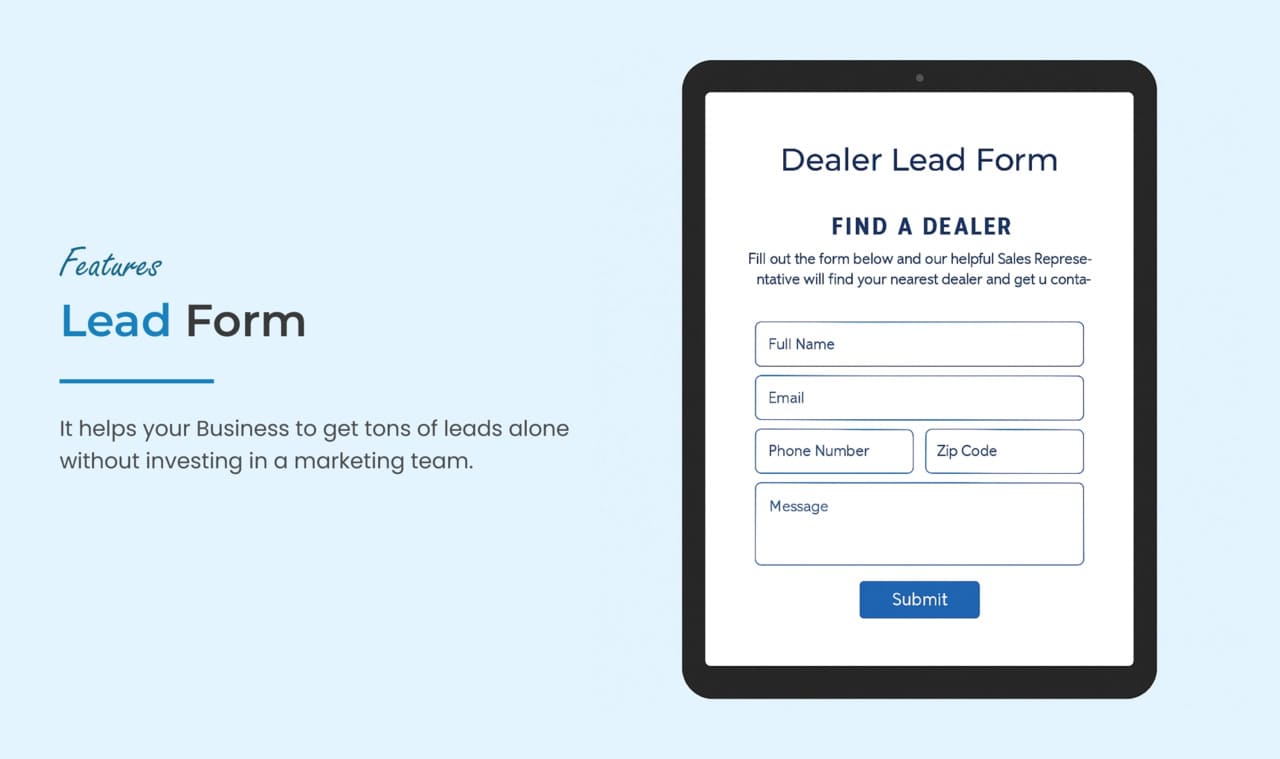 Features
Lead Form
It helps your Business to get tons of leads alone
without investing in a marketing team.
Dealer Lead Form
FIND A DEALER
Fill out the form below and our helpful Sales Represe-
ntative will find your nearest dealer and get u conta-
Full Name
Email
Phone Number Zip Code
Message
Submit